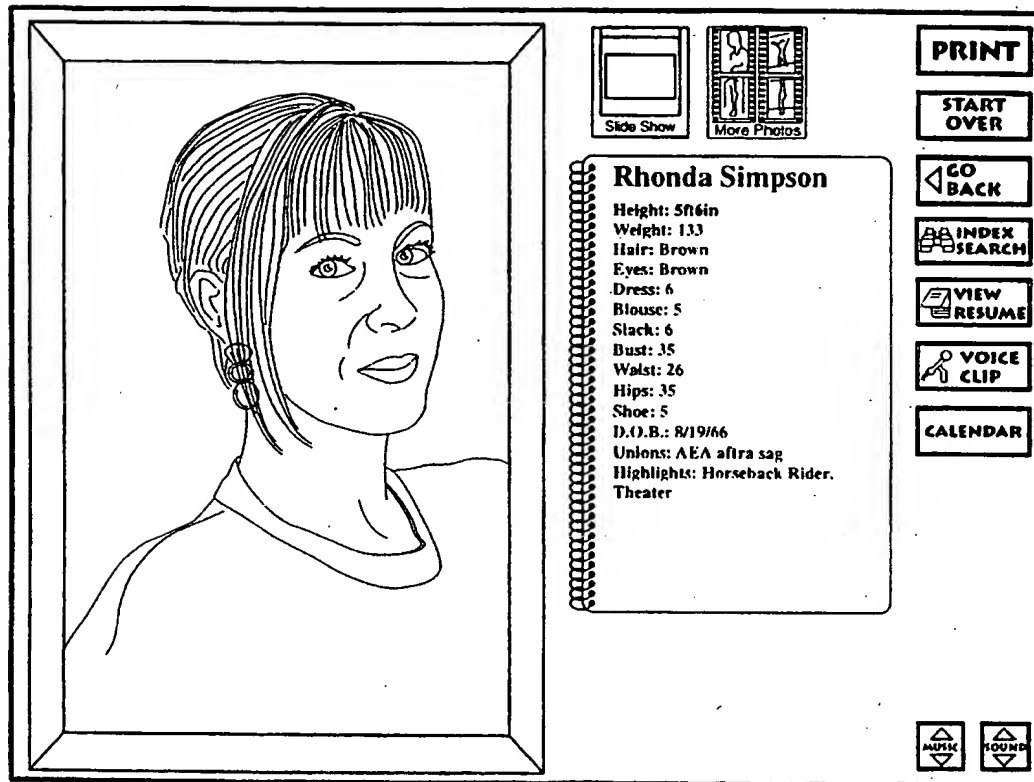 Slide Show
More Photos
Rhonda Simpson
Height: 5ft6in
Weight: 133
Hair: Brown
Eyes: Brown
Dress: 6
Blouse: 5
Slack: 6
Bust: 35
Waist: 26
Hips: 35
Shoe: 5
D.O.B.: 8/19/66
Unions: AEA aftra sag
Highlights: Horseback Rider,
Theater
PRINT
START
OVER
GO
BACK
INDEX
SEARCH
VIEW
RESUME
VOICE
CLIP
CALENDAR
MUSIC
SOUND